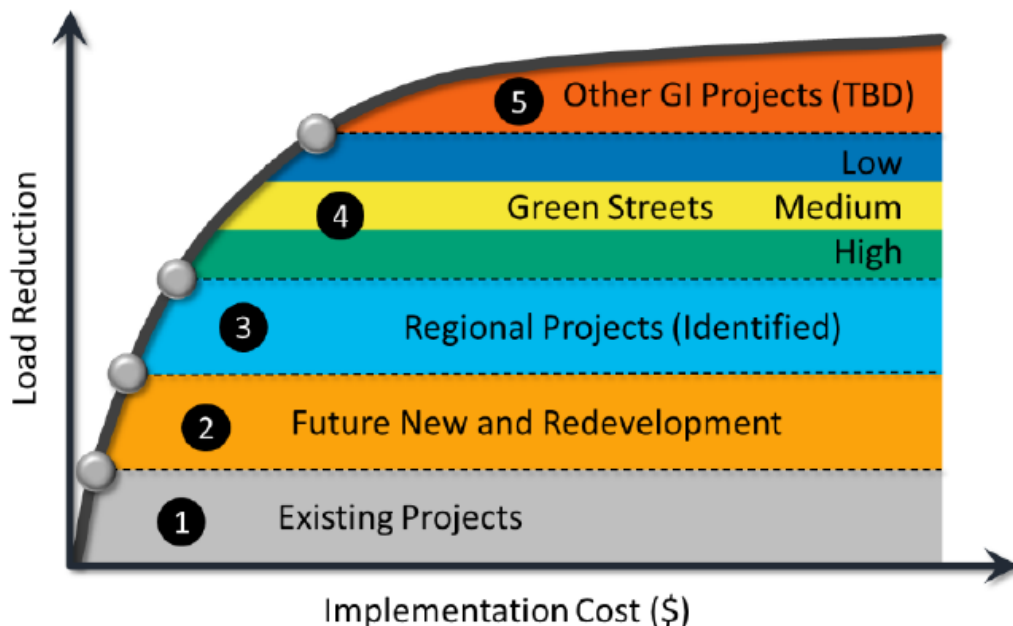 5 Other GI Projects (TBD)
Low
4 Green Streets Medium
High
3 Regional Projects (Identified)
2 Future New and Redevelopment
1 Existing Projects
Load Reduction
Implementation Cost ($)